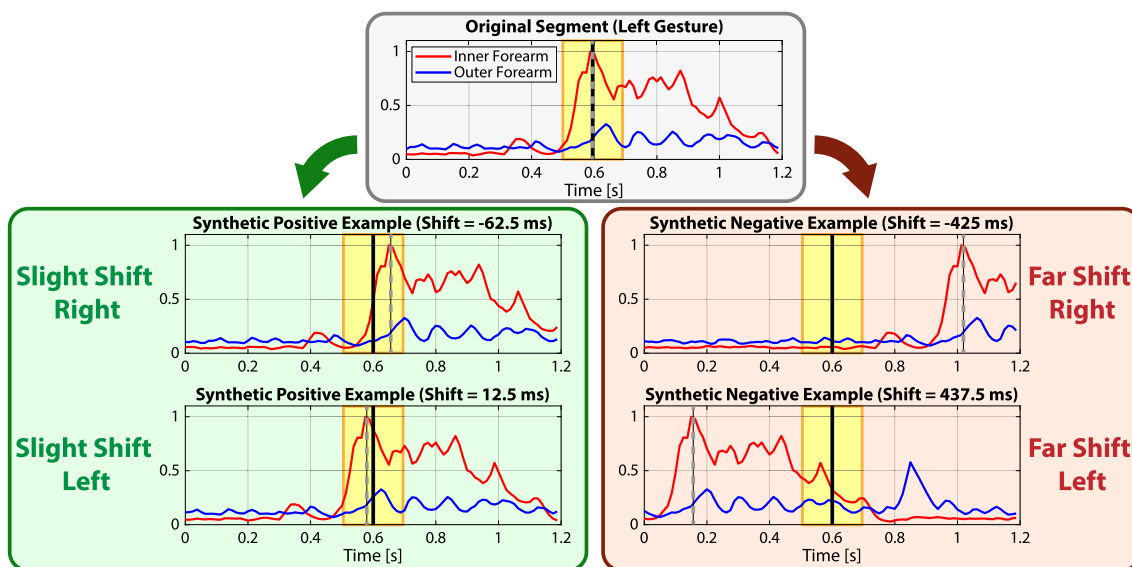 Original Segment (Left Gesture)
1
0.5
0
Inner Forearm
Outer Forearm
0 0.2 0.4 0.6 0.8 1 1.2
Time [s]
Slight Shift
Right
Synthetic Positive Example (Shift = -62.5 ms)
1
0.5
0
0 0.2 0.4 0.6 0.8 1 1.2
Slight Shift
Left
Synthetic Positive Example (Shift = 12.5 ms)
1
0.5
0
0 0.2 0.4 0.6 0.8 1 1.2
Time [s]
Synthetic Negative Example (Shift = -425 ms)
1
0.5
0
0 0.2 0.4 0.6 0.8 1 1.2
Far Shift
Right
Synthetic Negative Example (Shift = 437.5 ms)
1
0.5
0
0 0.2 0.4 0.6 0.8 1 1.2
Time [s]
Far Shift
Left